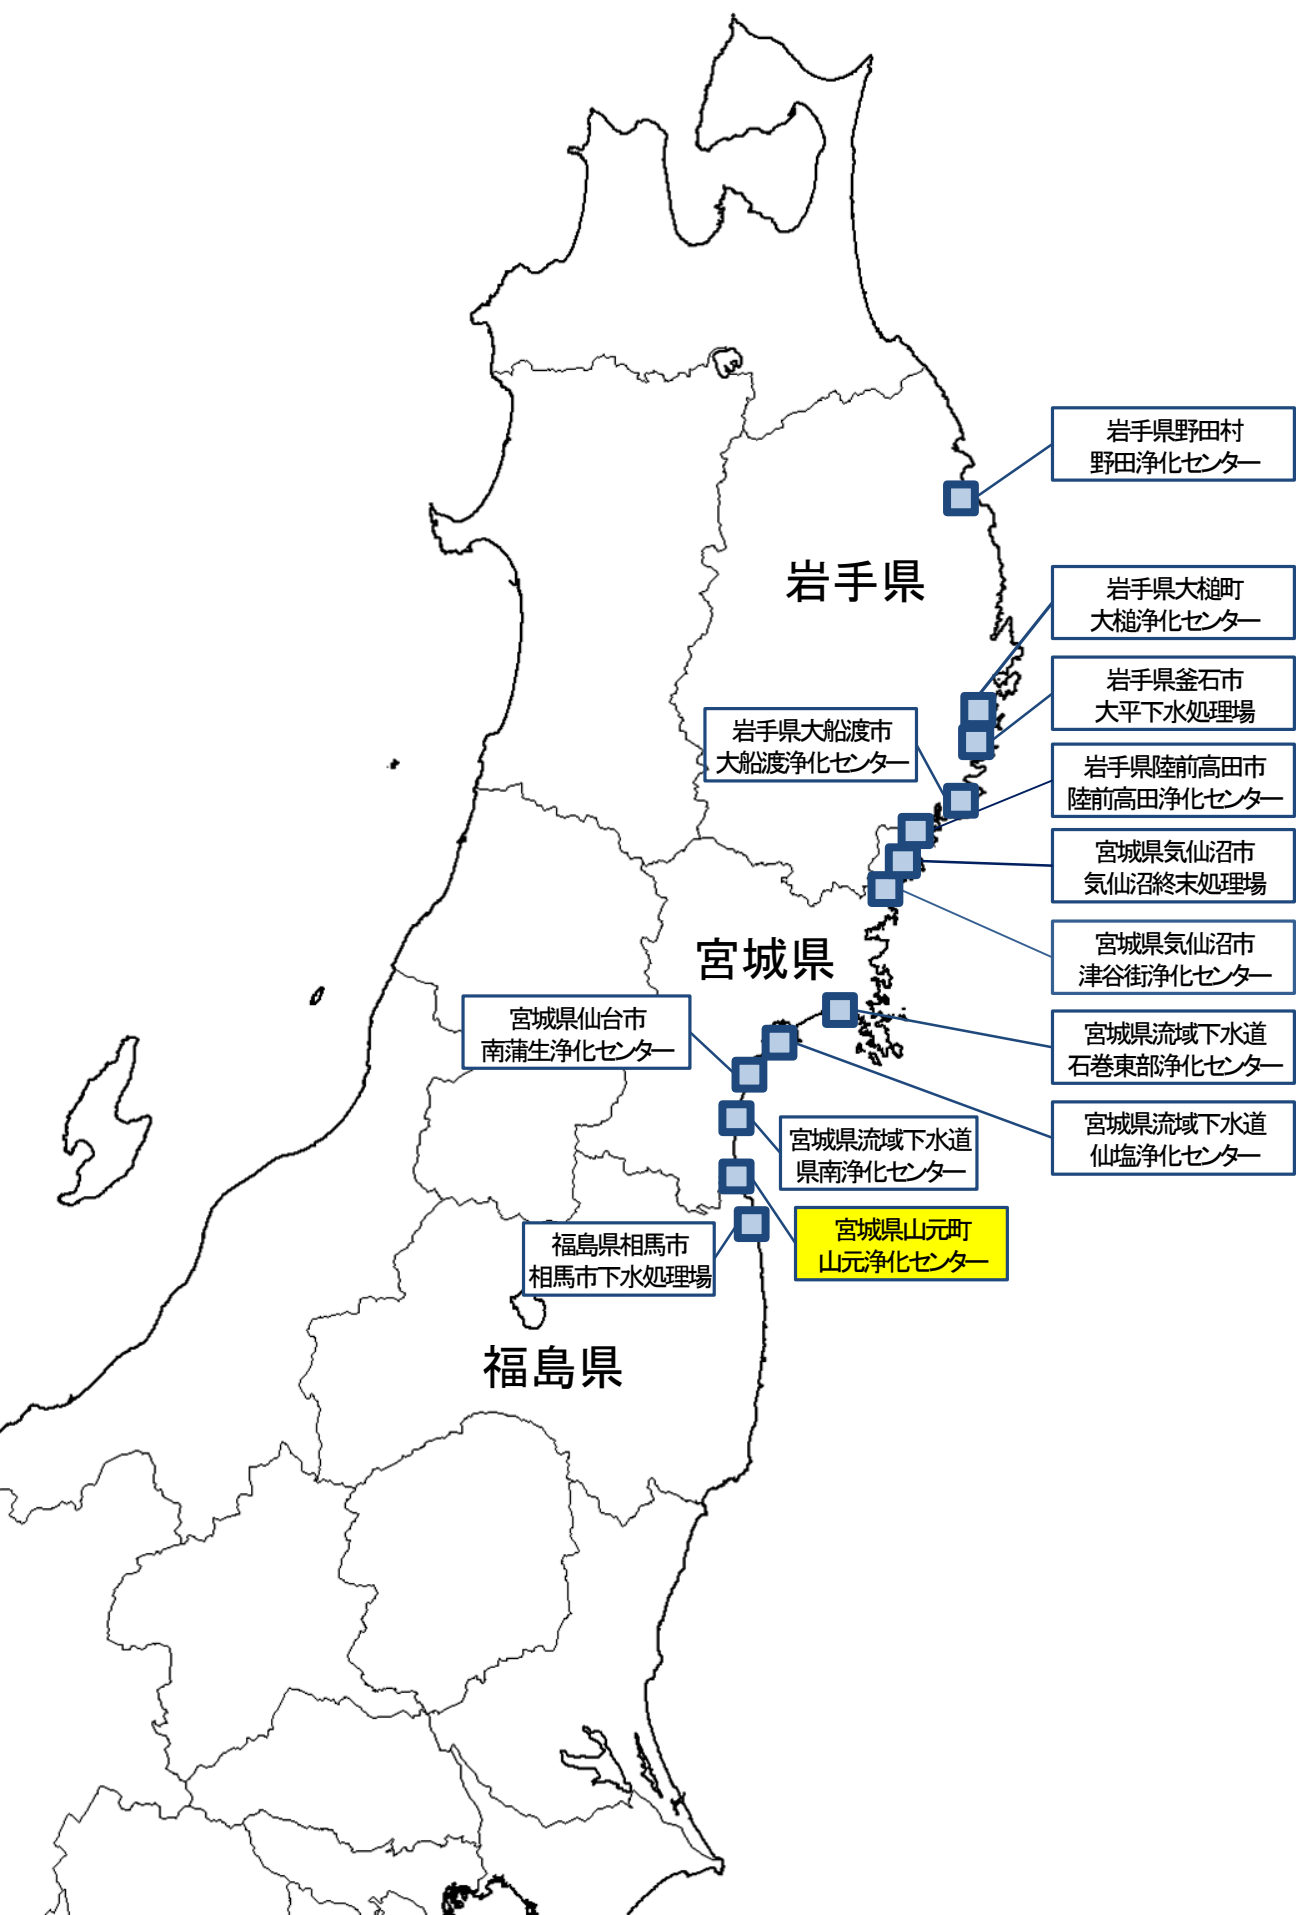 岩手県野田村
野田浄化センター
岩手県
岩手県大槌町
大槌浄化センター
岩手県釜石市
大平下水処理場
岩手県大船渡市
大船渡浄化センター
岩手県陸前高田市
陸前高田浄化センター
宮城県気仙沼市
気仙沼終末処理場
宮城県
宮城県気仙沼市
津谷街浄化センター
宮城県仙台市
南蒲生浄化センター
宮城県流域下水道
石巻東部浄化センター
宮城県流域下水道
仙塩浄化センター
宮城県流域下水道
県南浄化センター
宮城県山元町
山元浄化センター
福島県相馬市
相馬市下水処理場
福島県